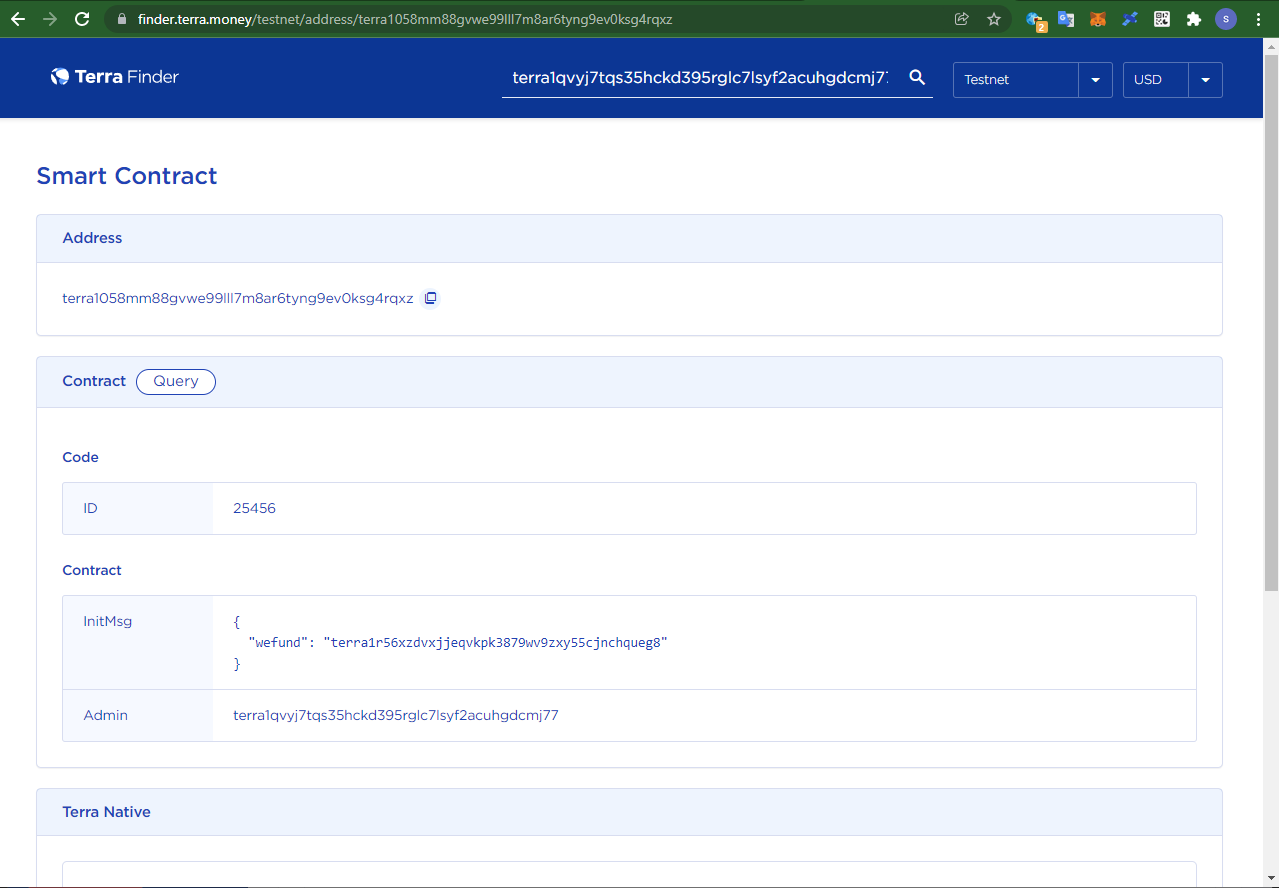 finder.terra.money/testnet/address/terra1058mm88gvwe99lll7m8ar6tyng9ev0ksg4rqxz
2
S
Terra Finder
terra1qvyj7tqs35hckd395rglc7lsyf2acuhgdcmj7
Testnet
USD
Smart Contract
Address
terra1058mm88gvwe99lll7m8ar6tyng9ev0ksg4rqxz
Contract Query
Code
ID 25456
Contract
InitMsg {
"wefund": "terra1r56xzdvxjjeqvkpk3879wv9zxy55cjnchqueg8"
}
Admin terra1qvyj7tqs35hckd395rglc7lsyf2acuhgdcmj77
Terra Native